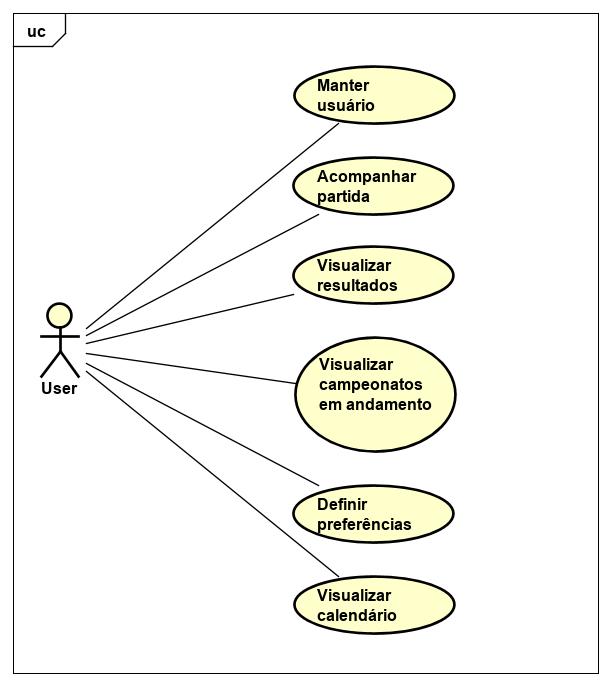 uc
Manter
usuário
Acompanhar
partida
Visualizar
resultados
User
Visualizar
campeonatos
em andamento
Definir
preferências
Visualizar
calendário